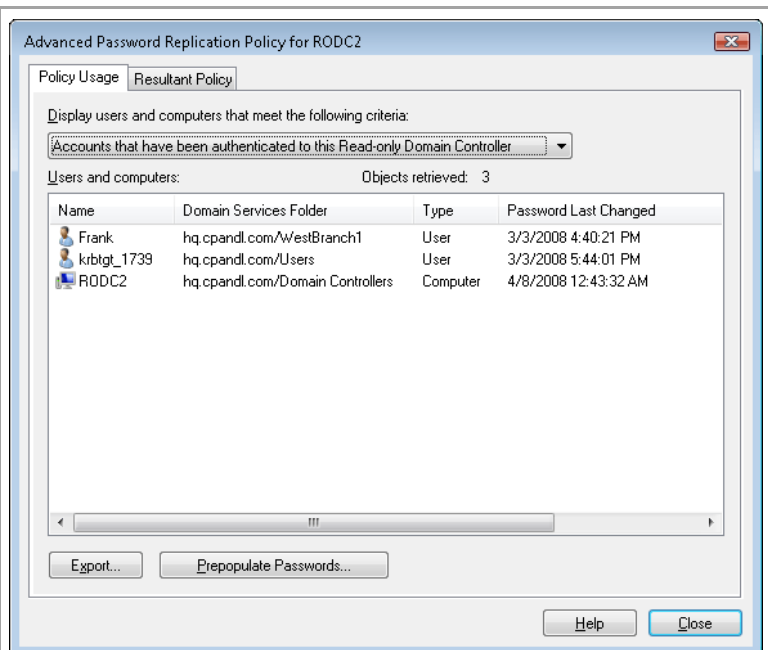 Advanced Password Replication Policy for RODC2
Policy Usage Resultant Policy
Display users and computers that meet the following criteria:
Accounts that have been authenticated to this Read-only Domain Controller
Users and computers: Objects retrieved: 3
Name Domain Services Folder Type Password Last Changed
Frank hq.cpandl.com/WestBranch1 User 3/3/2008 4:40:21 PM
krbtgt_1739 hq.cpandl.com/Users User 3/3/2008 5:44:01 PM
RODC2 hq.cpandl.com/Domain Controllers Computer 4/8/2008 12:43:32 AM
Export... Prepopulate Passwords...
Help Close